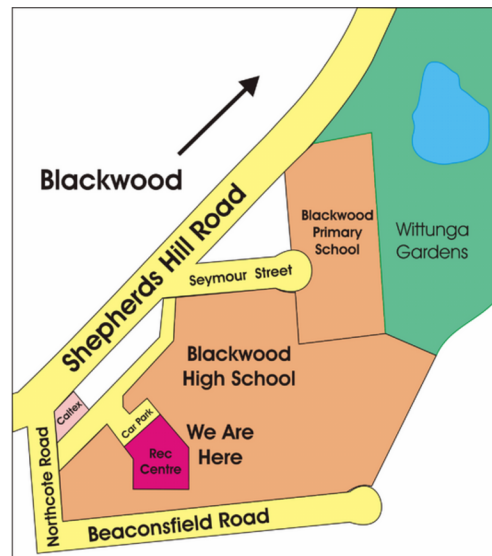 Blackwood
Shepherds Hill Road
Blackwood
Primary
School
Wittunga
Gardens
Seymour Street
Blackwood
High School
Caltex
Car Park
We Are
Here
Rec
Centre
Northcote Road
Beaconsfield Road